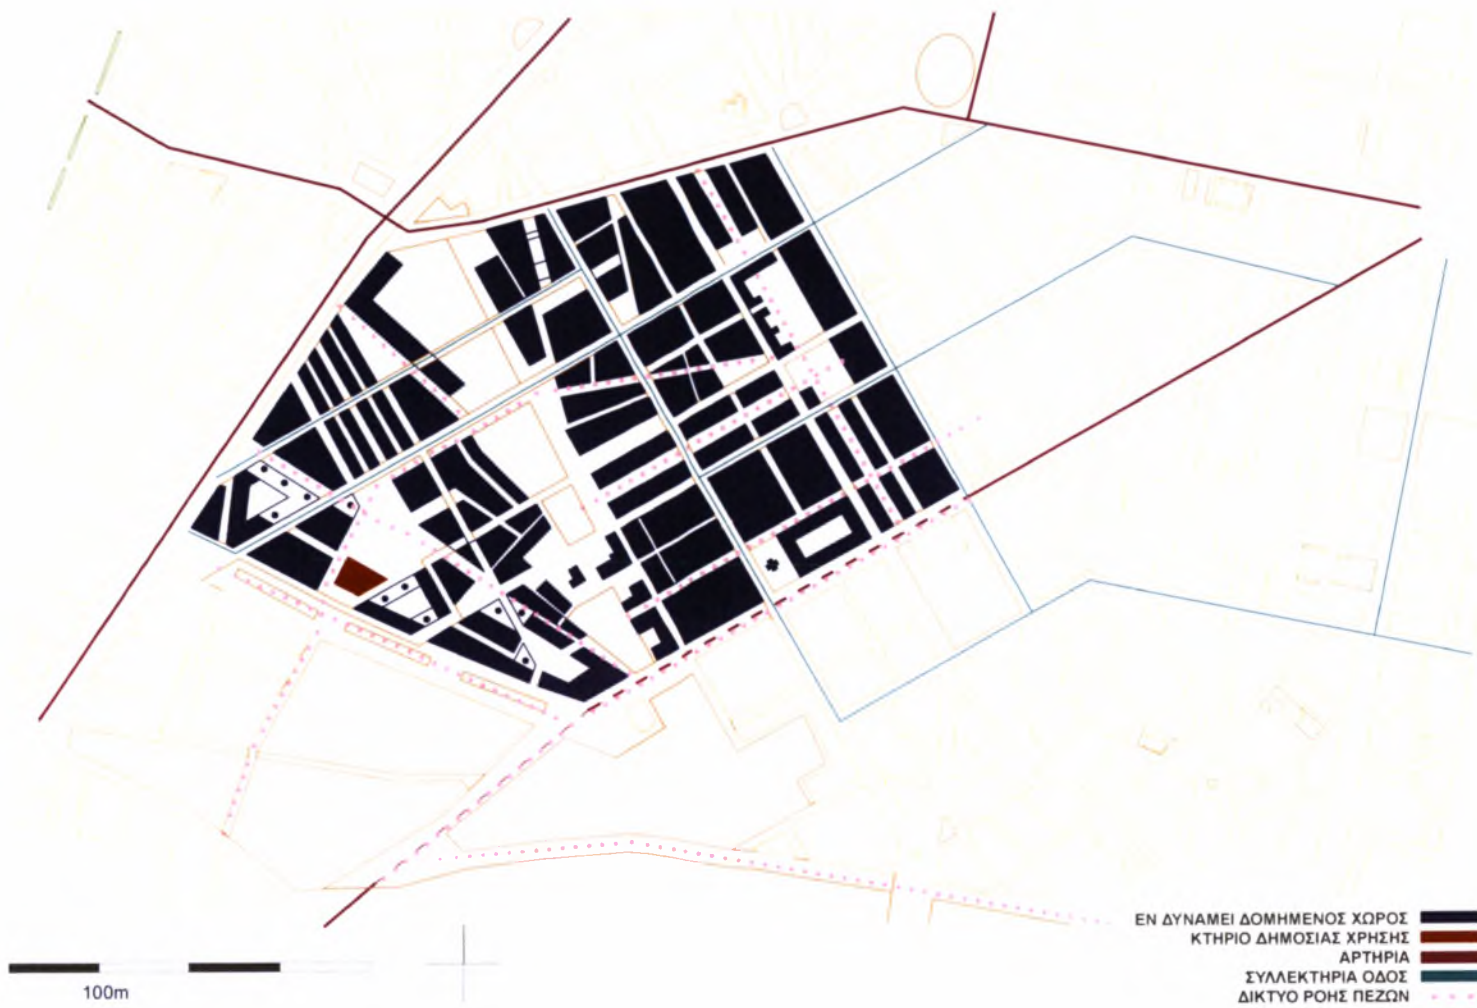 ΕΝ ΔΥΝΑΜΕΙ ΔΟΜΗΜΕΝΟΣ ΧΩΡΟΣ
ΚΤΗΡΙΟ ΔΗΜΟΣΙΑΣ ΧΡΗΣΗΣ
ΑΡΤΗΡΙΑ
ΣΥΛΛΕΚΤΗΡΙΑ ΟΔΟΣ
ΔΙΚΤΥΟ ΡΟΗΣ ΠΕΖΩΝ
100m